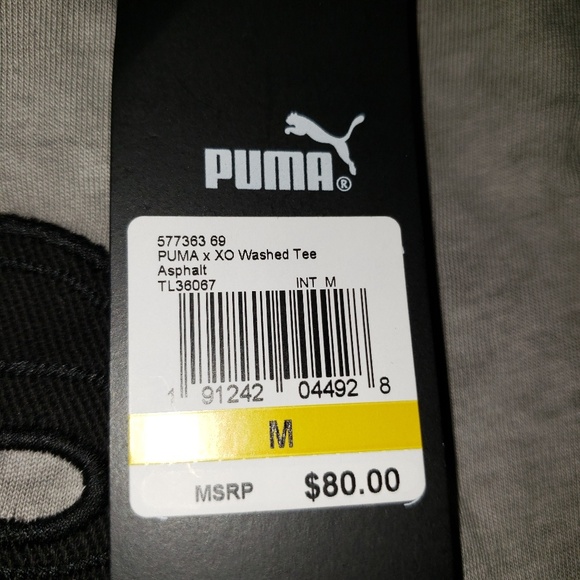 PUMA®
577363 69
PUMA x XO Washed Tee
Asphalt
TL36067 INT M
1 91242 04492 8
M
MSRP $80.00